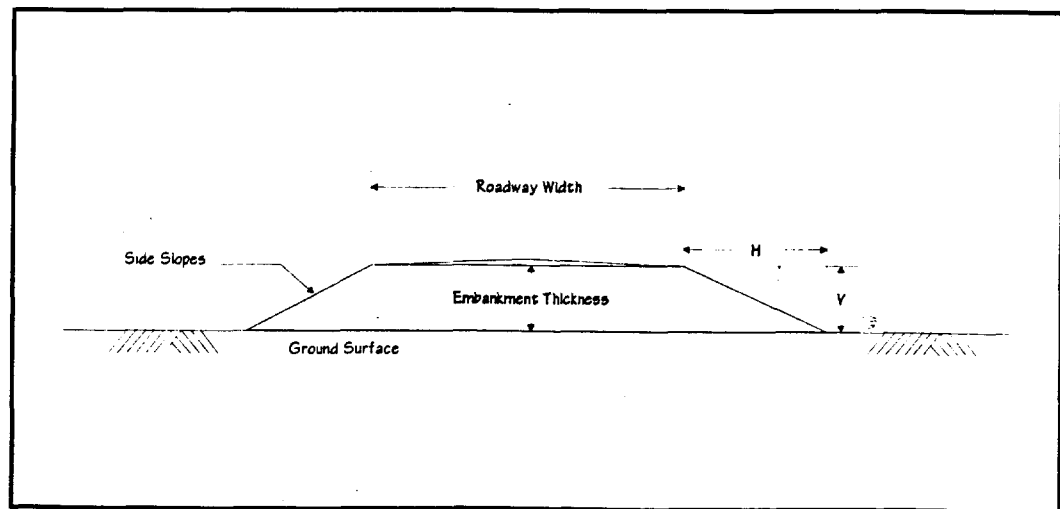 Roadway Width
H
Side Slopes
Embankment Thickness
V
Ground Surface